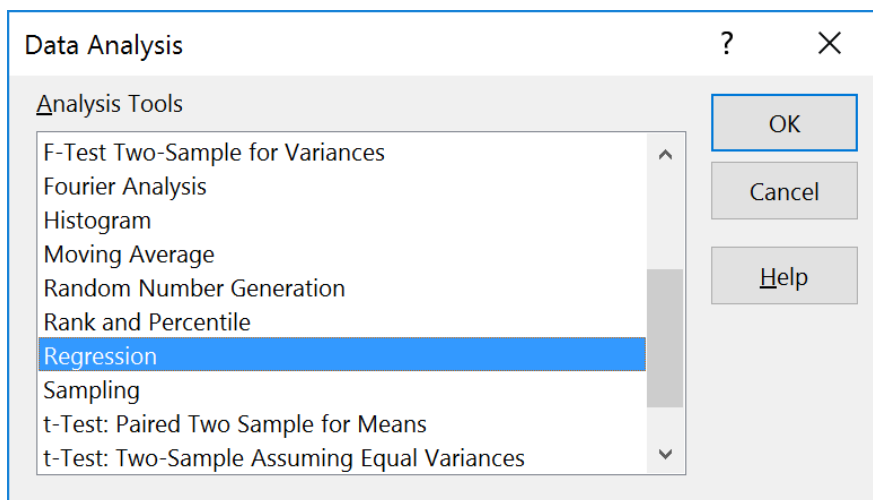 Data Analysis ?
Analysis Tools
F-Test Two-Sample for Variances
Fourier Analysis
Histogram
Moving Average
Random Number Generation
Rank and Percentile
Regression
Sampling
t-Test: Paired Two Sample for Means
t-Test: Two-Sample Assuming Equal Variances
OK
Cancel
Help